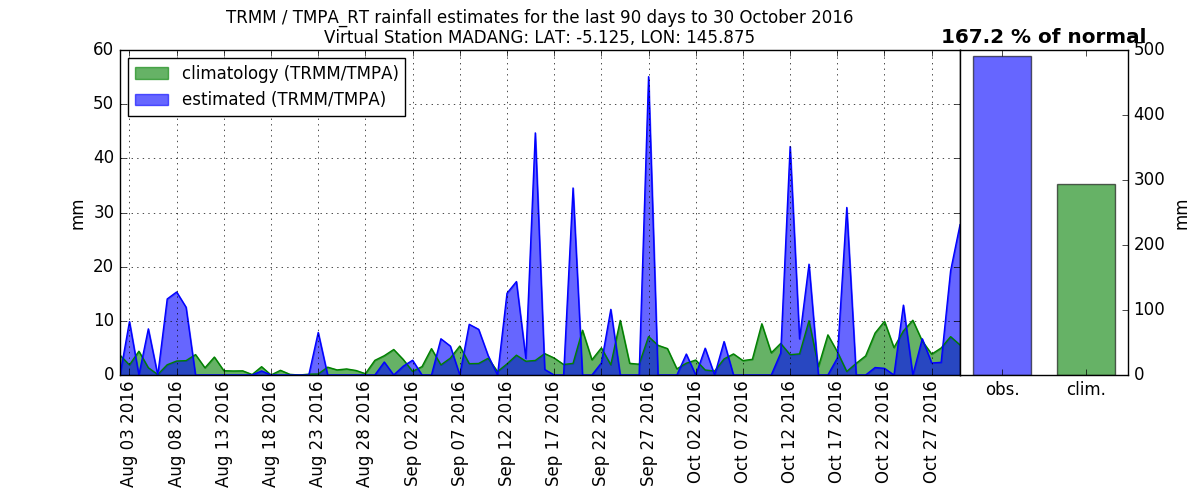 TRMM / TMPA_RT rainfall estimates for the last 90 days to 30 October 2016
Virtual Station MADANG: LAT: -5.125, LON: 145.875
167.2 % of normal
climatology (TRMM/TMPA)
estimated (TRMM/TMPA)
60
50
40
30
20
10
0
mm
Aug 03 2016
Aug 08 2016
Aug 13 2016
Aug 18 2016
Aug 23 2016
Aug 28 2016
Sep 02 2016
Sep 07 2016
Sep 12 2016
Sep 17 2016
Sep 22 2016
Sep 27 2016
Oct 02 2016
Oct 07 2016
Oct 12 2016
Oct 17 2016
Oct 22 2016
Oct 27 2016
obs.
clim.
500
400
300
200
100
0
mm